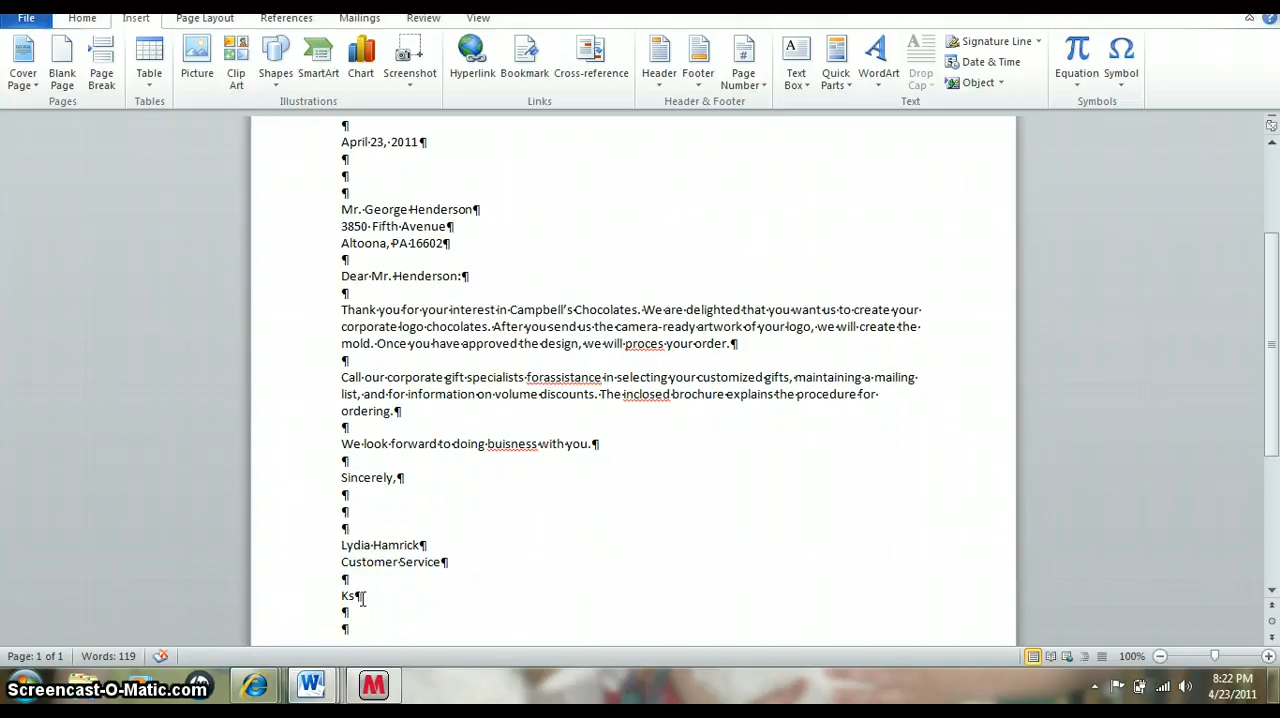 File Home Insert Page Layout References Mailings Review View
Cover Page Blank Page Page Break Table Picture Clip Art Shapes SmartArt Chart Screenshot Hyperlink Bookmark Cross-reference Header Footer Page Number Text Box Quick Parts WordArt Drop Cap Signature Line Date & Time Object Equation Symbol
Pages Tables Illustrations Links Header & Footer Text Symbols
¶
April·23,·2011¶
¶
¶
¶
Mr.·George·Henderson¶
3850·Fifth·Avenue¶
Altoona,·PA·16602¶
¶
Dear·Mr.·Henderson:¶
¶
Thank·you·for·your·interest·in·Campbell's·Chocolates.·We·are·delighted·that·you·want·us·to·create·your·
corporate·logo·chocolates.·After·you·send·us·the·camera-ready·artwork·of·your·logo,·we·will·create·the·
mold.·Once·you·have·approved·the·design,·we·will·proces·your·order.¶
¶
Call·our·corporate·gift·specialists·forassistance·in·selecting·your·customized·gifts,·maintaining·a·mailing·
list,·and·for·information·on·volume·discounts.·The·inclosed·brochure·explains·the·procedure·for·
ordering.¶
¶
We·look·forward·to·doing·buisness·with·you.¶
¶
Sincerely,¶
¶
¶
¶
Lydia·Hamrick¶
Customer·Service¶
¶
Ks¶
¶
¶
Page: 1 of 1 Words: 119 100%
Screencast-O-Matic.com
8:22 PM
4/23/2011